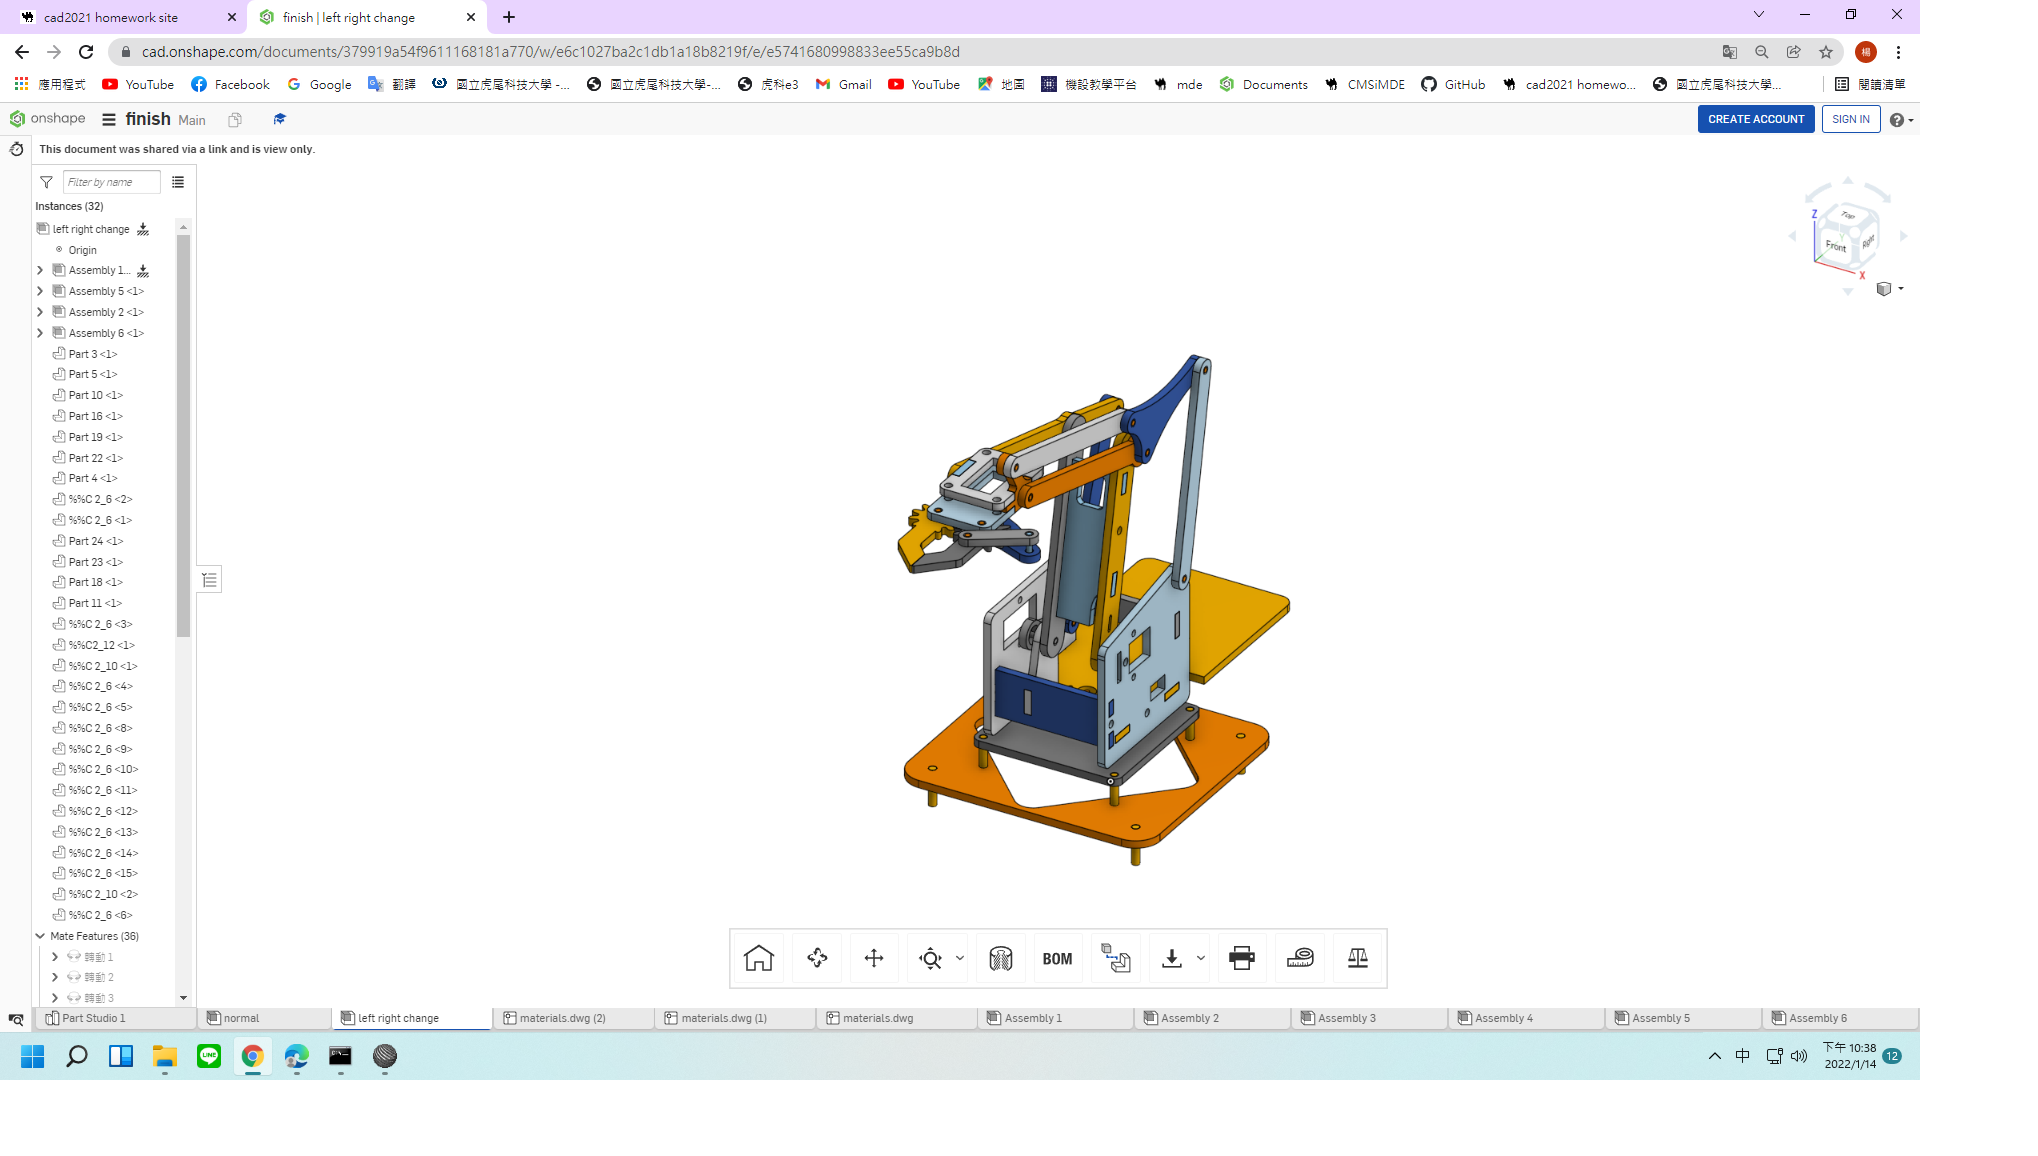 cad2021 homework site
finish | left right change
cad.onshape.com/documents/379919a54f9611168181a770/w/e6c1027ba2c1db1a18b8219f/e/e5741680998833ee55ca9b8d
楊
應用程式 YouTube Facebook Google 翻譯 國立虎尾科技大學 -... 國立虎尾科技大學-... 虎科e3 Gmail YouTube 地圖 機設教學平台 mde Documents CMSiMDE GitHub cad2021 homewo... 國立虎尾科技大學... 閱讀清單
onshape finish Main CREATE ACCOUNT SIGN IN
This document was shared via a link and is view only.
Filter by name
Instances (32)
left right change
Origin
Assembly 1...
Assembly 5 <1>
Assembly 2 <1>
Assembly 6 <1>
Part 3 <1>
Part 5 <1>
Part 10 <1>
Part 16 <1>
Part 19 <1>
Part 22 <1>
Part 4 <1>
%%C 2_6 <2>
%%C 2_6 <1>
Part 24 <1>
Part 23 <1>
Part 18 <1>
Part 11 <1>
%%C 2_6 <3>
%%C2_12 <1>
%%C 2_10 <1>
%%C 2_6 <4>
%%C 2_6 <5>
%%C 2_6 <8>
%%C 2_6 <9>
%%C 2_6 <10>
%%C 2_6 <11>
%%C 2_6 <12>
%%C 2_6 <13>
%%C 2_6 <14>
%%C 2_6 <15>
%%C 2_10 <2>
%%C 2_6 <6>
Mate Features (36)
轉動 1
轉動 2
轉動 3
Z
Top
Front
Right
X
BOM
Part Studio 1 normal left right change materials.dwg (2) materials.dwg (1) materials.dwg Assembly 1 Assembly 2 Assembly 3 Assembly 4 Assembly 5 Assembly 6
LINE
中
下午 10:38
2022/1/14
12